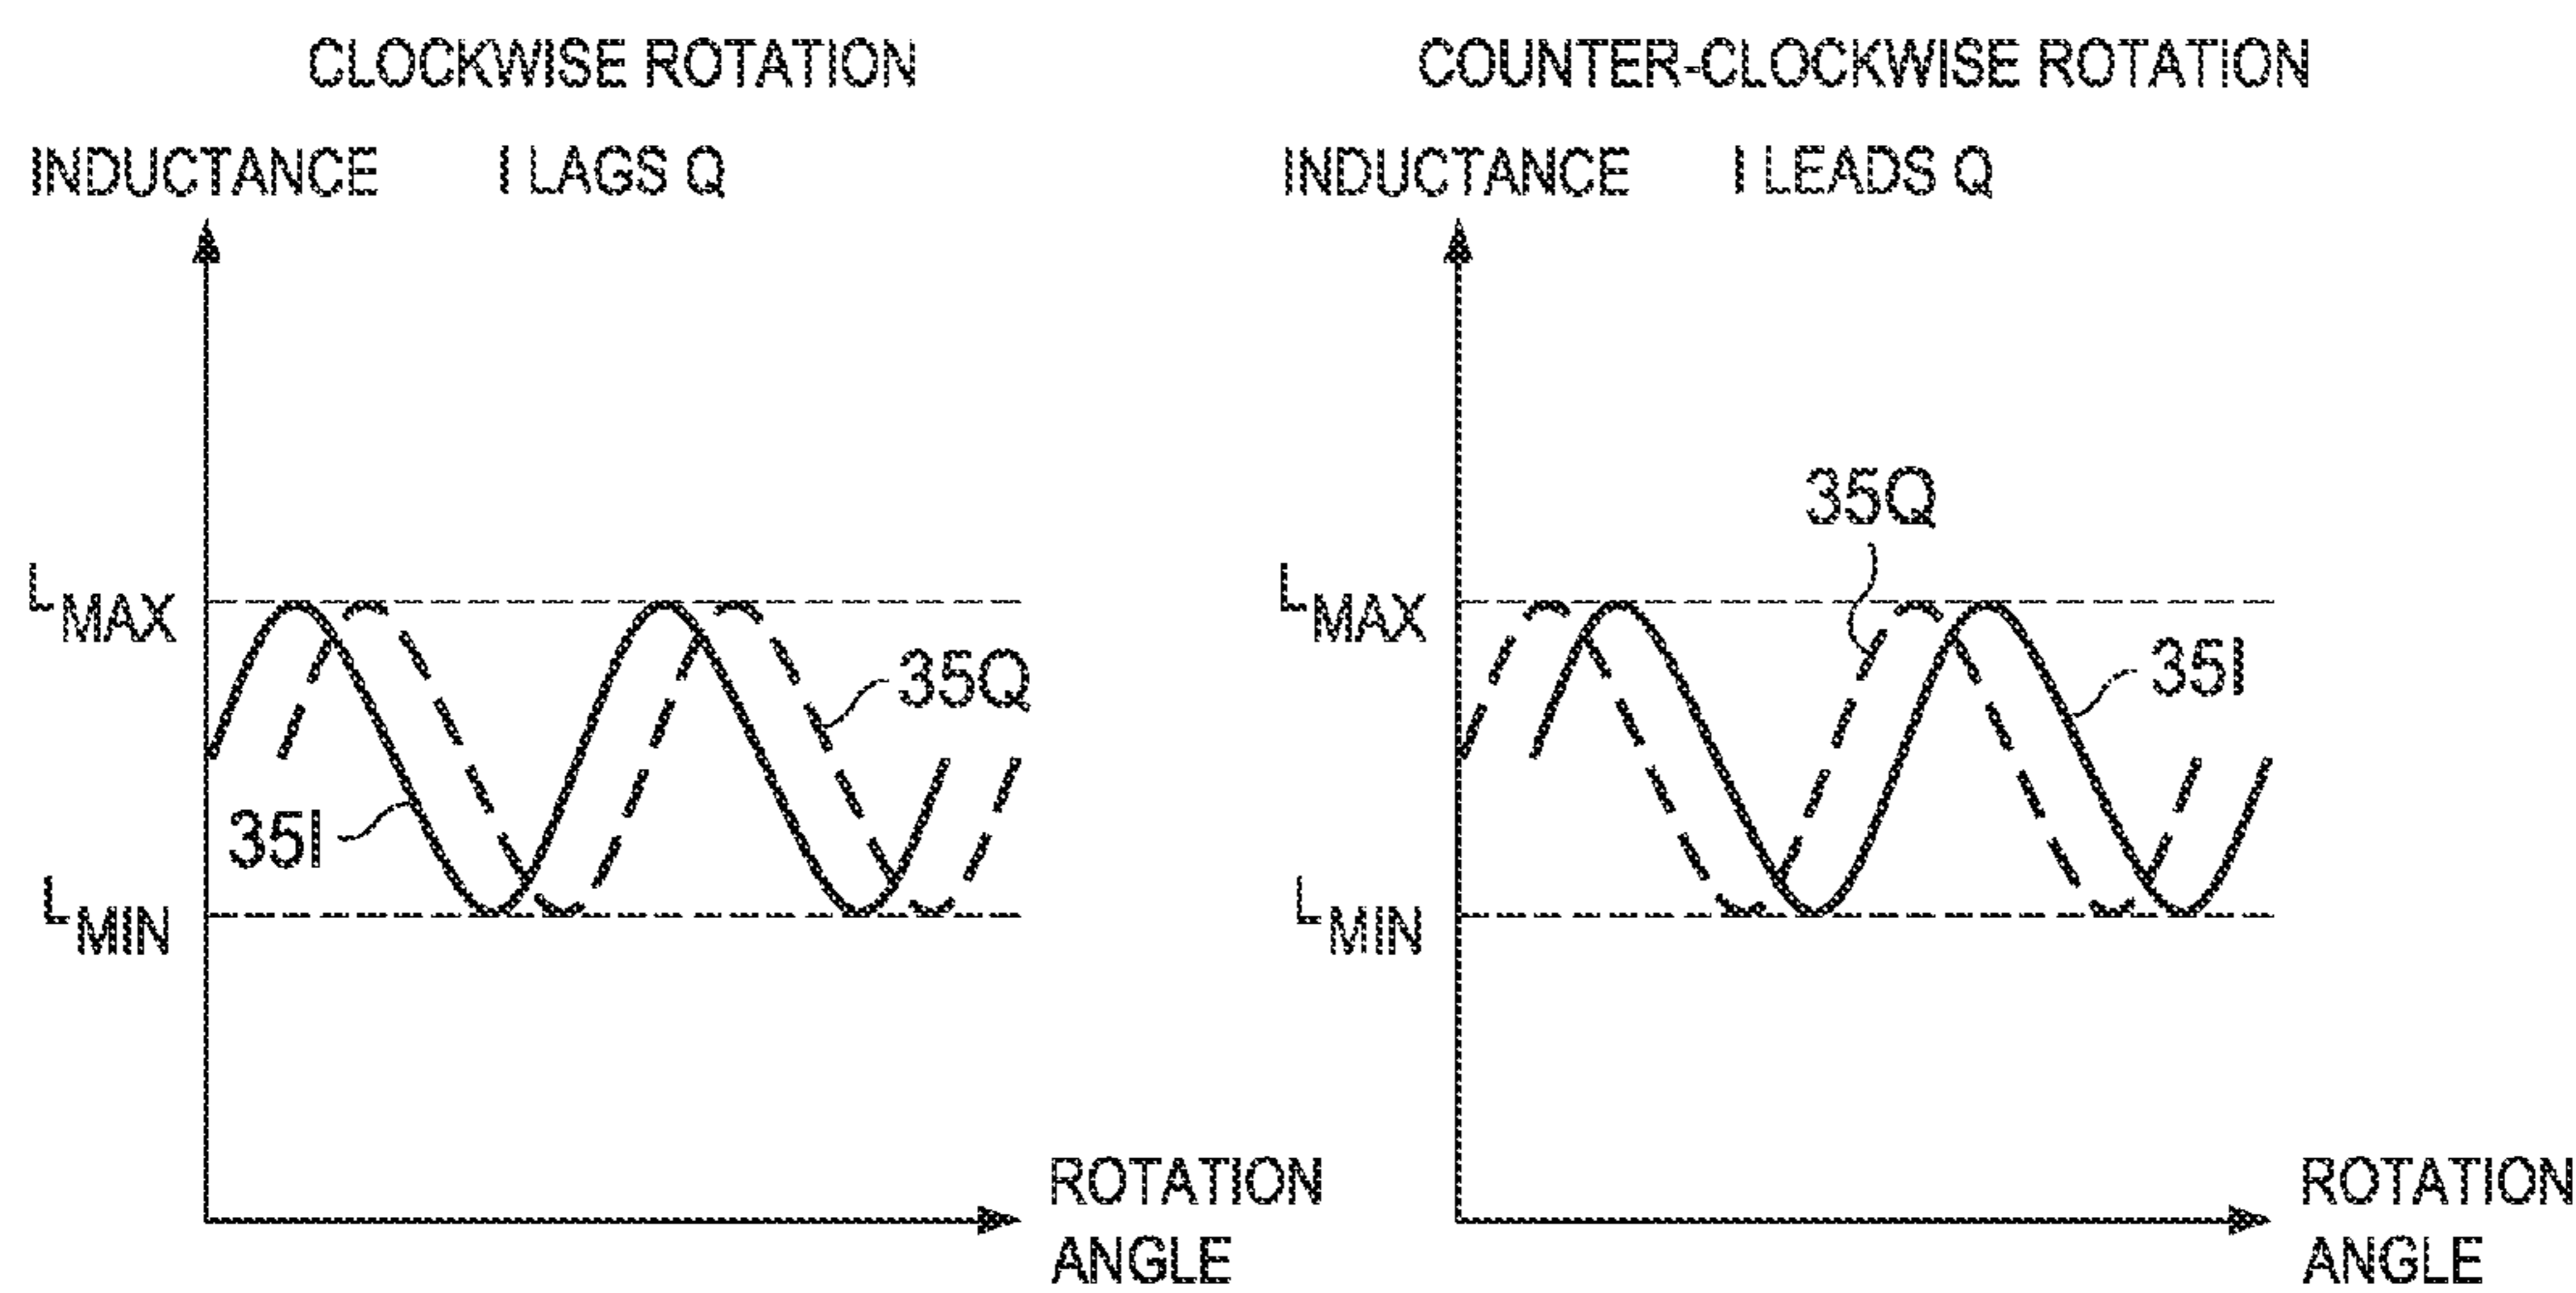 CLOCKWISE ROTATION
INDUCTANCE I LAGS Q
LMAX
35Q
35I
LMIN
ROTATION
ANGLE
COUNTER-CLOCKWISE ROTATION
INDUCTANCE I LEADS Q
35Q
LMAX
35I
LMIN
ROTATION
ANGLE